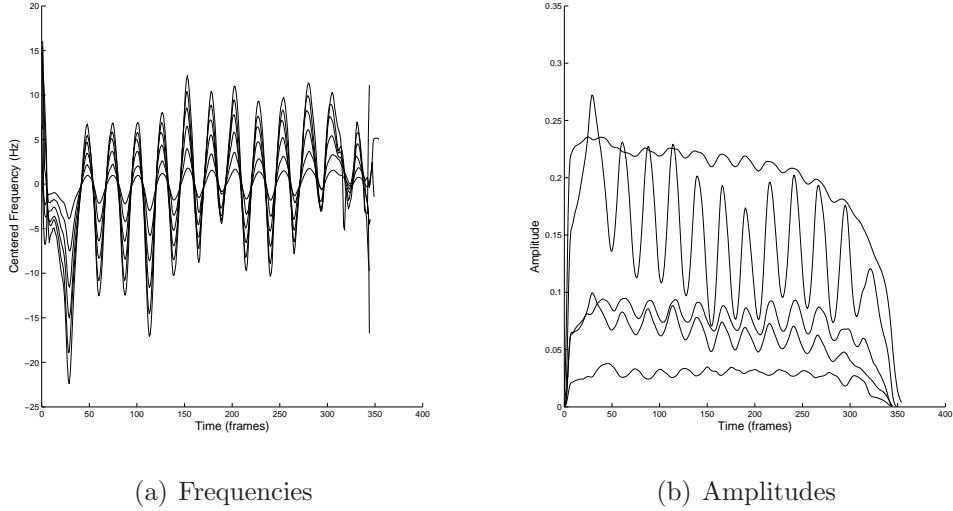 20
15
10
5
0
−5
−10
−15
−20
−25
0 50 100 150 200 250 300 350 400
Time (frames)
Centered Frequency (Hz)
(a) Frequencies
0.35
0.3
0.25
0.2
0.15
0.1
0.05
0
0 50 100 150 200 250 300 350 400
Time (frames)
Amplitude
(b) Amplitudes